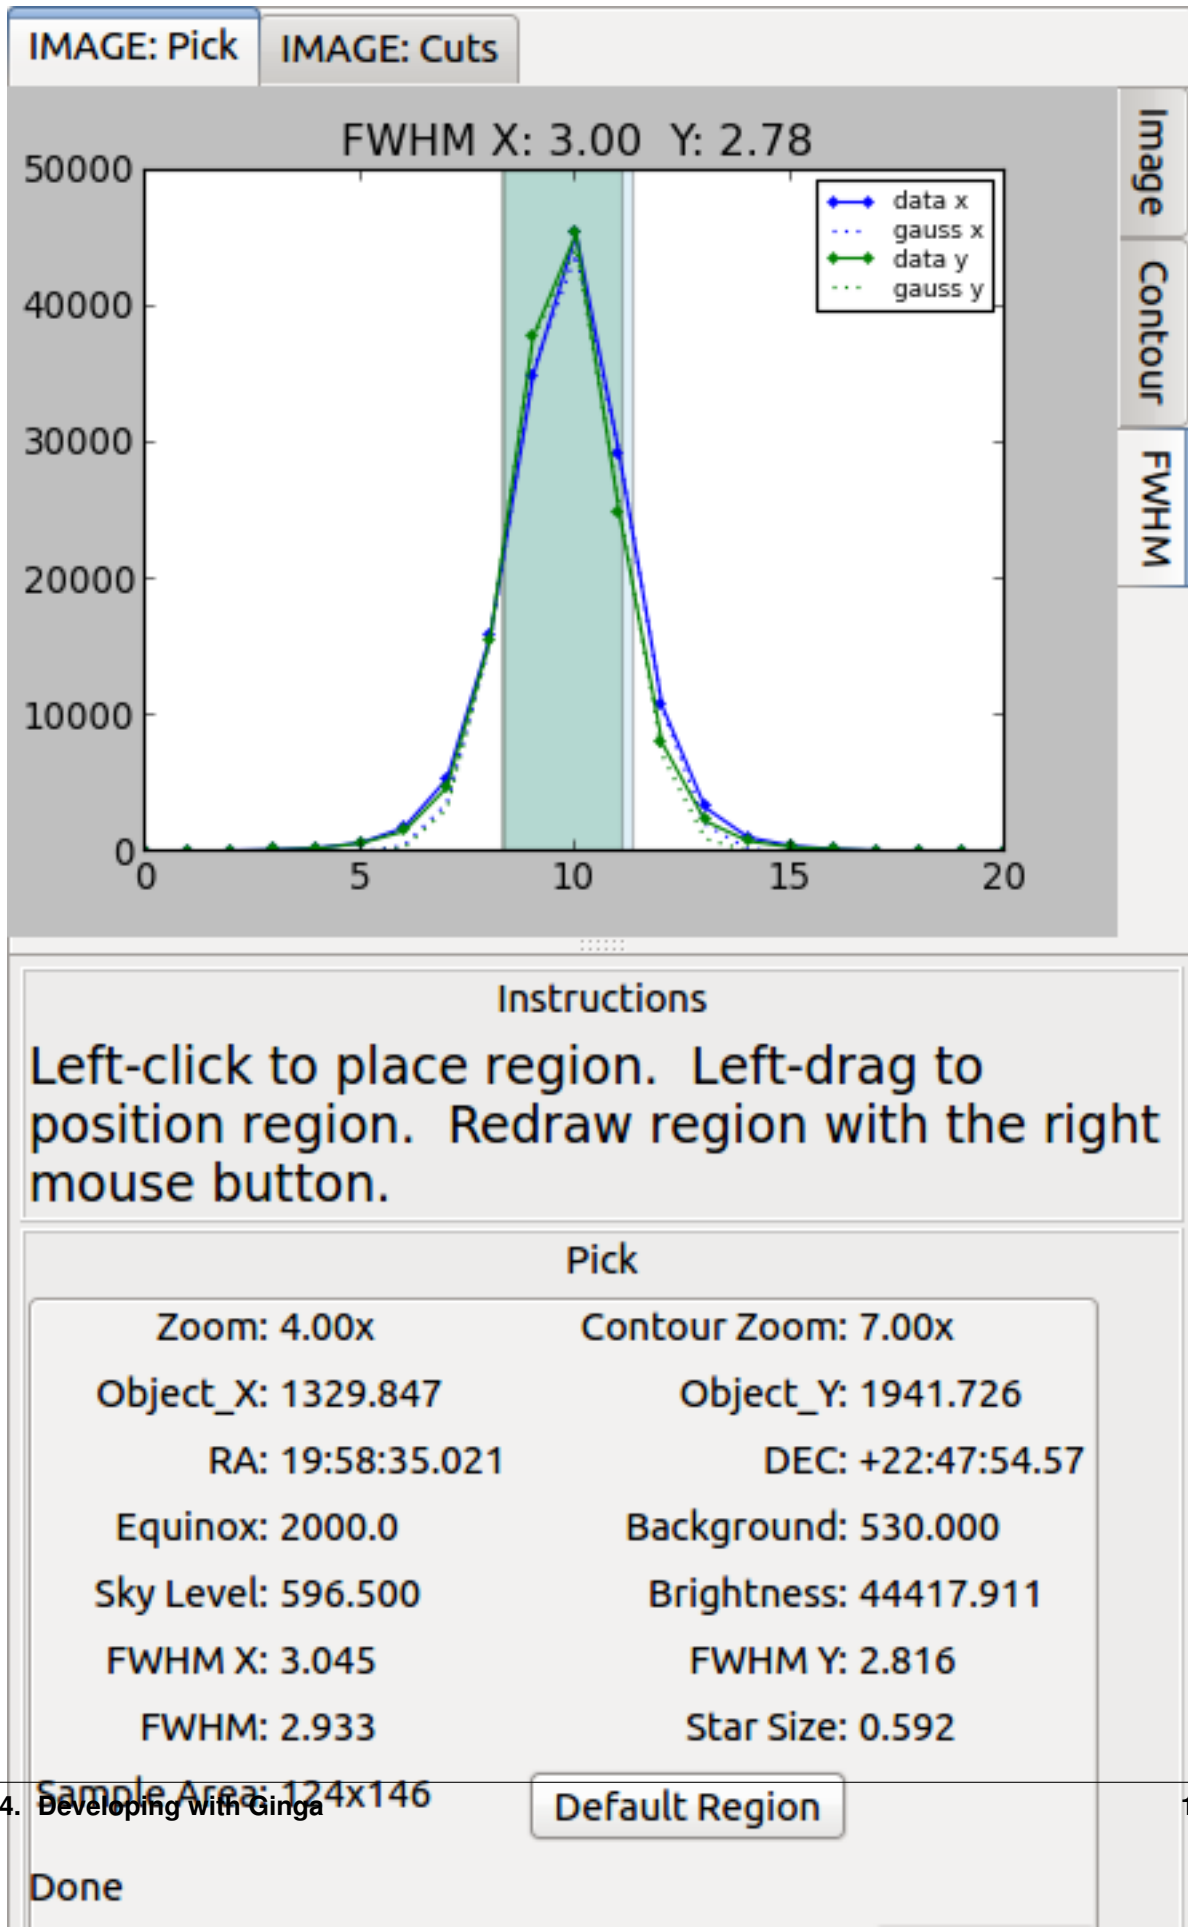 IMAGE: Pick
IMAGE: Cuts
Image
Contour
FWHM
FWHM X: 3.00  Y: 2.78
50000
40000
30000
20000
10000
0
data x
gauss x
data y
gauss y
0 5 10 15 20
Instructions
Left-click to place region.  Left-drag to
position region.  Redraw region with the right
mouse button.
Pick
Zoom: 4.00x Contour Zoom: 7.00x
Object_X: 1329.847 Object_Y: 1941.726
RA: 19:58:35.021 DEC: +22:47:54.57
Equinox: 2000.0 Background: 530.000
Sky Level: 596.500 Brightness: 44417.911
FWHM X: 3.045 FWHM Y: 2.816
FWHM: 2.933 Star Size: 0.592
Sample Area: 124x146 Default Region
4. Developing with Ginga
Done